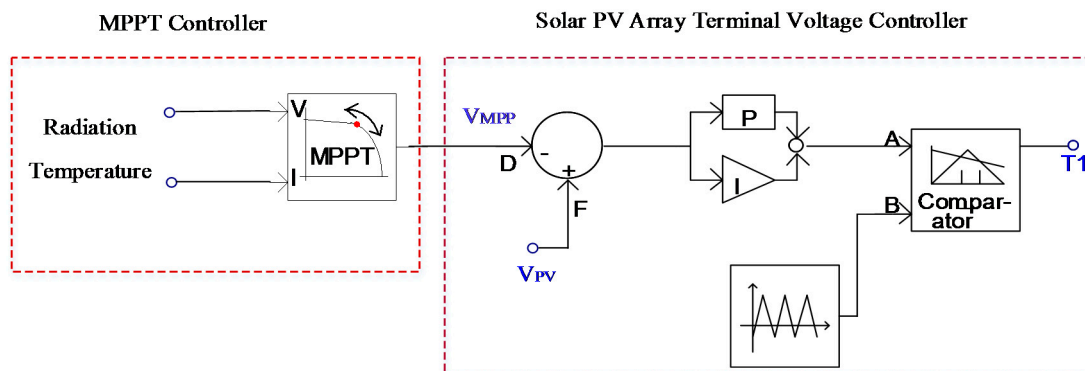 MPPT Controller
Solar PV Array Terminal Voltage Controller
Radiation
Temperature
V
I
MPPT
VMPP
D
-
+
F
VPV
P
I
A
B
Compar-
ator
T1